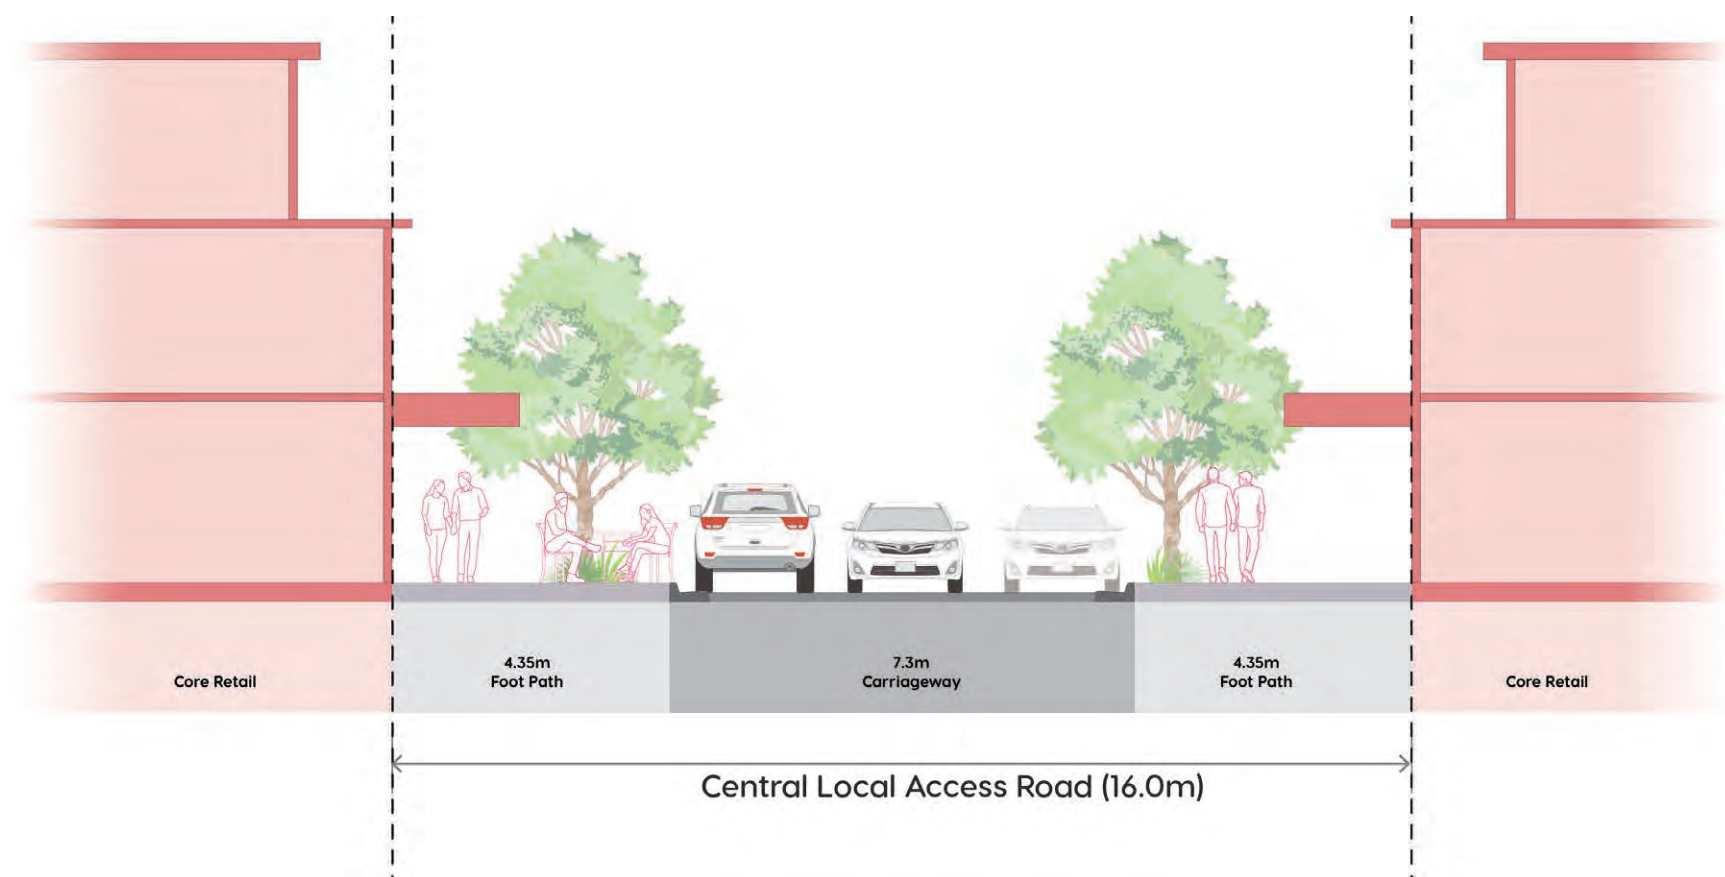 4.35m
Foot Path
7.3m
Carriageway
4.35m
Foot Path
Core Retail
Core Retail
Central Local Access Road (16.0m)